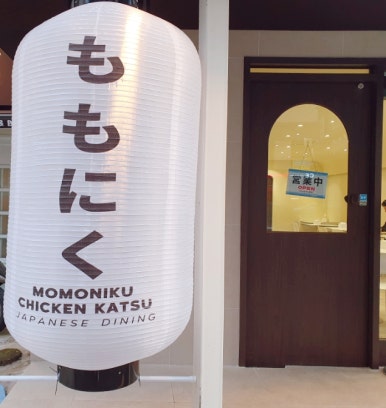 ももにく
MOMONIKU
CHICKEN KATSU
JAPANESE DINING
営業中
OPEN